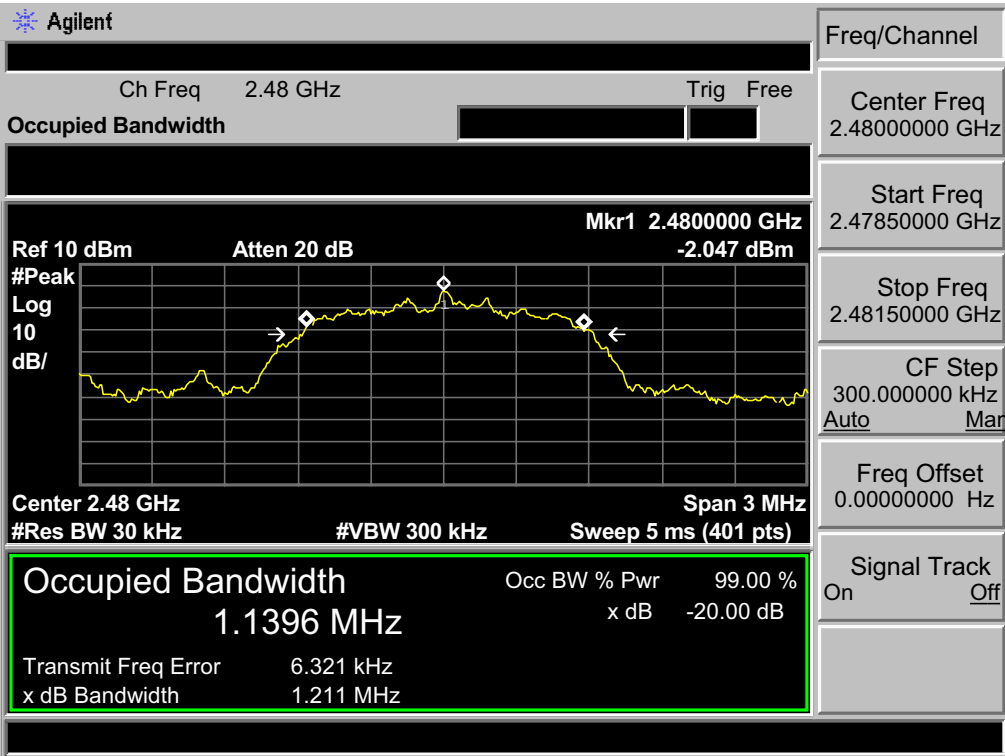 Agilent
Freq/Channel
Ch Freq 2.48 GHz Trig Free
Occupied Bandwidth
Center Freq
2.48000000 GHz
Start Freq
2.47850000 GHz
Stop Freq
2.48150000 GHz
CF Step
300.000000 kHz
Auto Man
Freq Offset
0.00000000 Hz
Signal Track
On Off
Mkr1 2.4800000 GHz
Ref 10 dBm Atten 20 dB -2.047 dBm
#Peak
Log
10
dB/
1
Center 2.48 GHz Span 3 MHz
#Res BW 30 kHz #VBW 300 kHz Sweep 5 ms (401 pts)
Occupied Bandwidth Occ BW % Pwr 99.00 %
1.1396 MHz x dB -20.00 dB
Transmit Freq Error 6.321 kHz
x dB Bandwidth 1.211 MHz